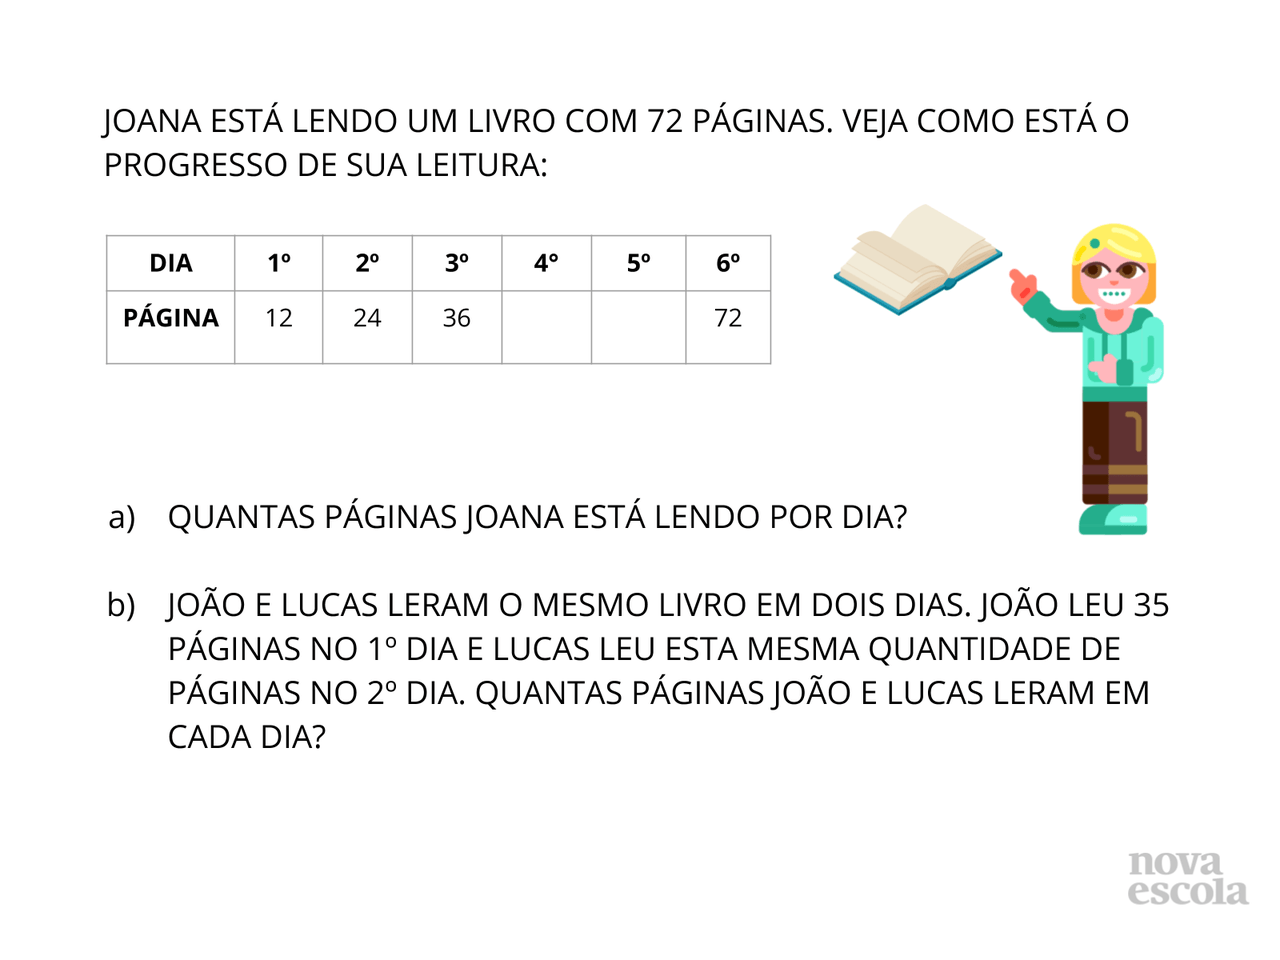 JOANA ESTÁ LENDO UM LIVRO COM 72 PÁGINAS. VEJA COMO ESTÁ O
PROGRESSO DE SUA LEITURA:
DIA 1º 2º 3º 4° 5º 6º
PÁGINA 12 24 36 72
a) QUANTAS PÁGINAS JOANA ESTÁ LENDO POR DIA?
b) JOÃO E LUCAS LERAM O MESMO LIVRO EM DOIS DIAS. JOÃO LEU 35
PÁGINAS NO 1º DIA E LUCAS LEU ESTA MESMA QUANTIDADE DE
PÁGINAS NO 2º DIA. QUANTAS PÁGINAS JOÃO E LUCAS LERAM EM
CADA DIA?
nova
escola